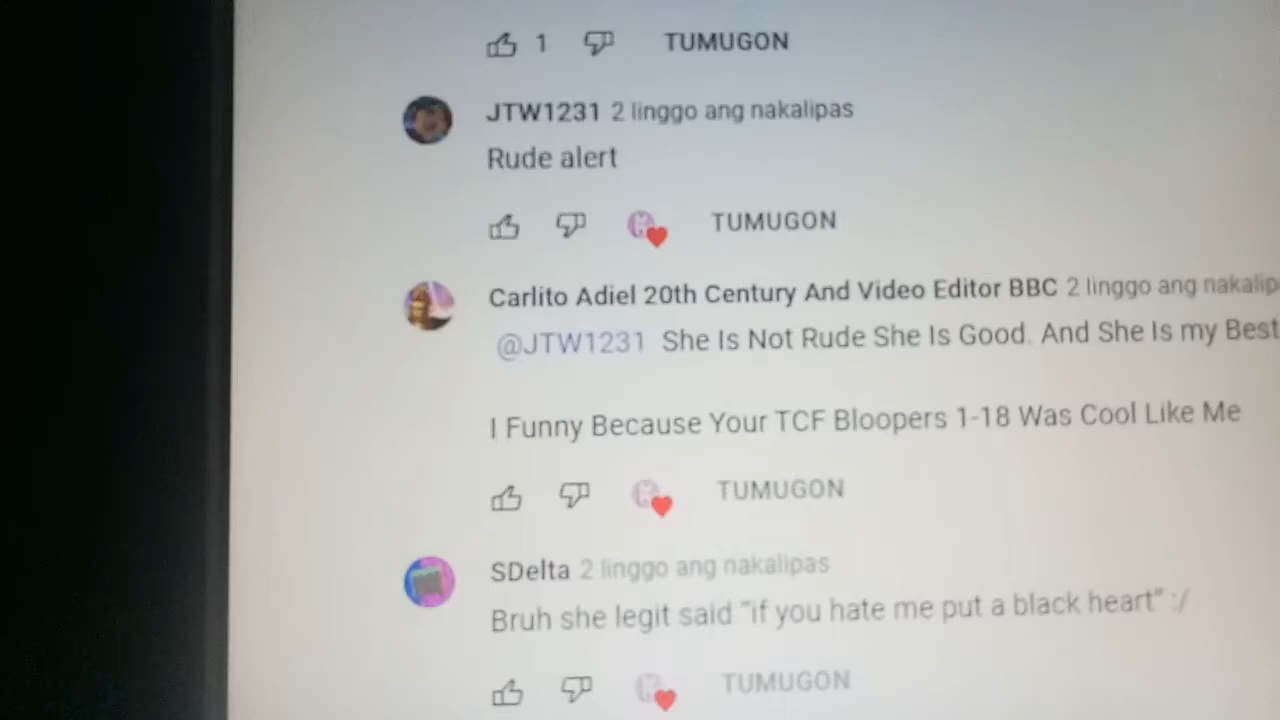 1 TUMUGON
JTW1231 2 linggo ang nakalipas
Rude alert
TUMUGON
Carlito Adiel 20th Century And Video Editor BBC 2 linggo ang
@JTW1231 She Is Not Rude She Is Good. And She Is my Best
I Funny Because Your TCF Bloopers 1-18 Was Cool Like Me
TUMUGON
SDelta 2 linggo ang nakalipas
Bruh she legit said "if you hate me put a black heart" :/
TUMUGON